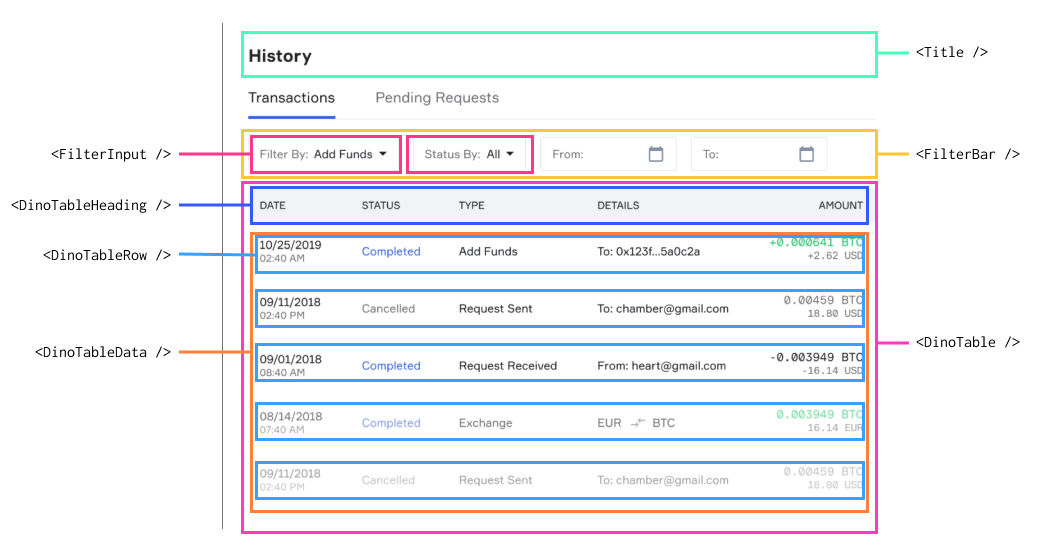 History
<Title />
Transactions Pending Requests
<FilterInput /> Filter By: Add Funds Status By: All From: To: <FilterBar />
<DinoTableHeading /> DATE STATUS TYPE DETAILS AMOUNT
10/25/2019 Completed Add Funds To: 0x123f...5a0c2a +0.000641 BTC
02:40 AM +2.62 USD
<DinoTableRow />
09/11/2018 Cancelled Request Sent To: chamber@gmail.com 0.00459 BTC
02:40 PM 18.80 USD
<DinoTableData />
09/01/2018 Completed Request Received From: heart@gmail.com -0.003949 BTC
08:40 AM -16.14 USD
<DinoTable />
08/14/2018 Completed Exchange EUR BTC 0.003949 BTC
07:40 AM 16.14 EUR
09/11/2018 Cancelled Request Sent To: chamber@gmail.com 0.00459 BTC
02:40 PM 18.80 USD